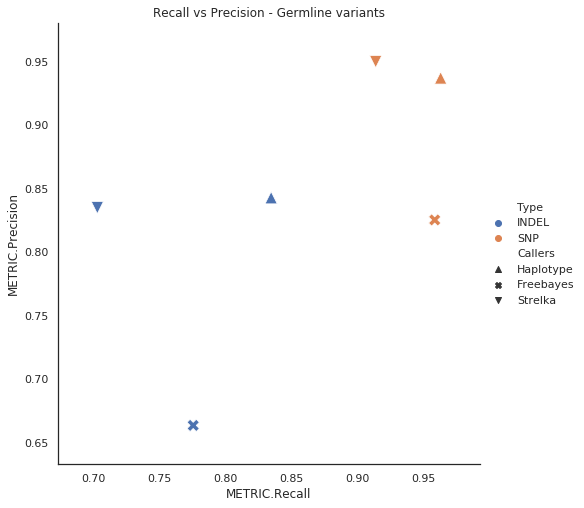 Recall vs Precision - Germline variants
0.95
0.90
0.85
0.80
0.75
0.70
0.65
METRIC.Precision
0.70 0.75 0.80 0.85 0.90 0.95
METRIC.Recall
Type
INDEL
SNP
Callers
Haplotype
Freebayes
Strelka